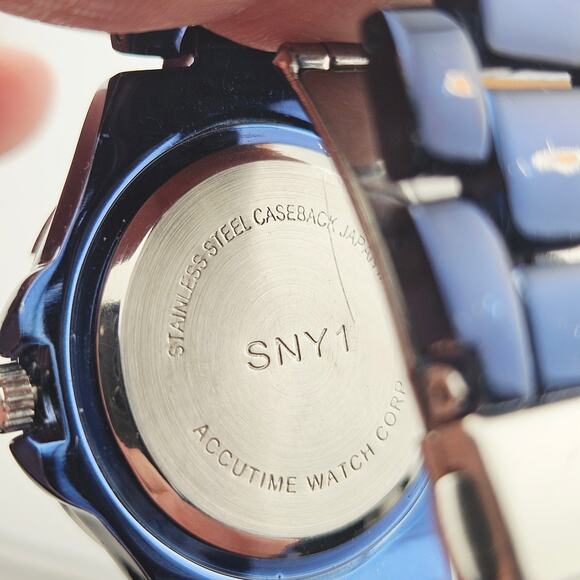 STAINLESS STEEL CASEBACK JAPAN
SNY1
ACCUTIME WATCH CORP